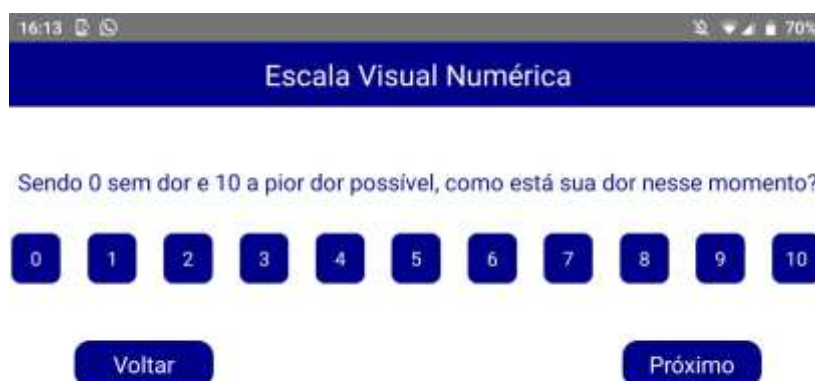 16:13 70%
Escala Visual Numérica
Sendo 0 sem dor e 10 a pior dor possível, como está sua dor nesse momento?
0 1 2 3 4 5 6 7 8 9 10
Voltar Próximo